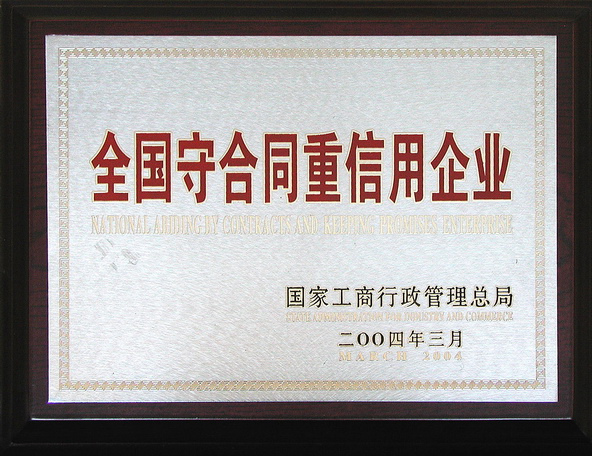 全国守合同重信用企业
NATIONAL ABIDING BY CONTRACTS AND KEEPING PROMISES ENTERPRISE
国家工商行政管理总局
STATE ADMINISTRATION FOR INDUSTRY AND COMMERCE
二〇〇四年三月
MARCH 2004